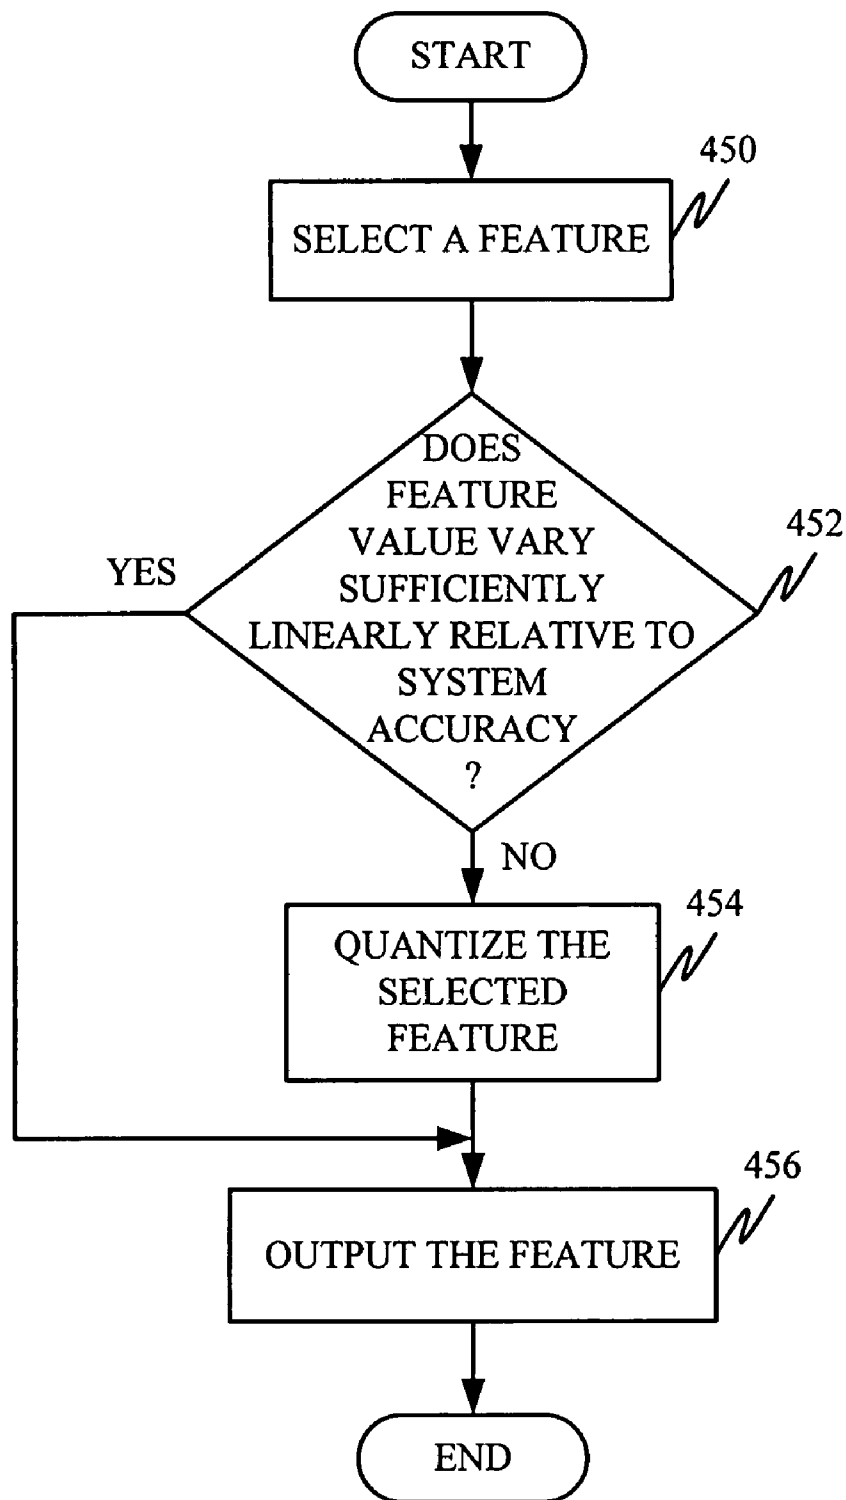 START
450
SELECT A FEATURE
DOES
FEATURE
VALUE VARY
SUFFICIENTLY
LINEARLY RELATIVE TO
SYSTEM
ACCURACY
?
452
YES
NO
454
QUANTIZE THE
SELECTED
FEATURE
456
OUTPUT THE FEATURE
END